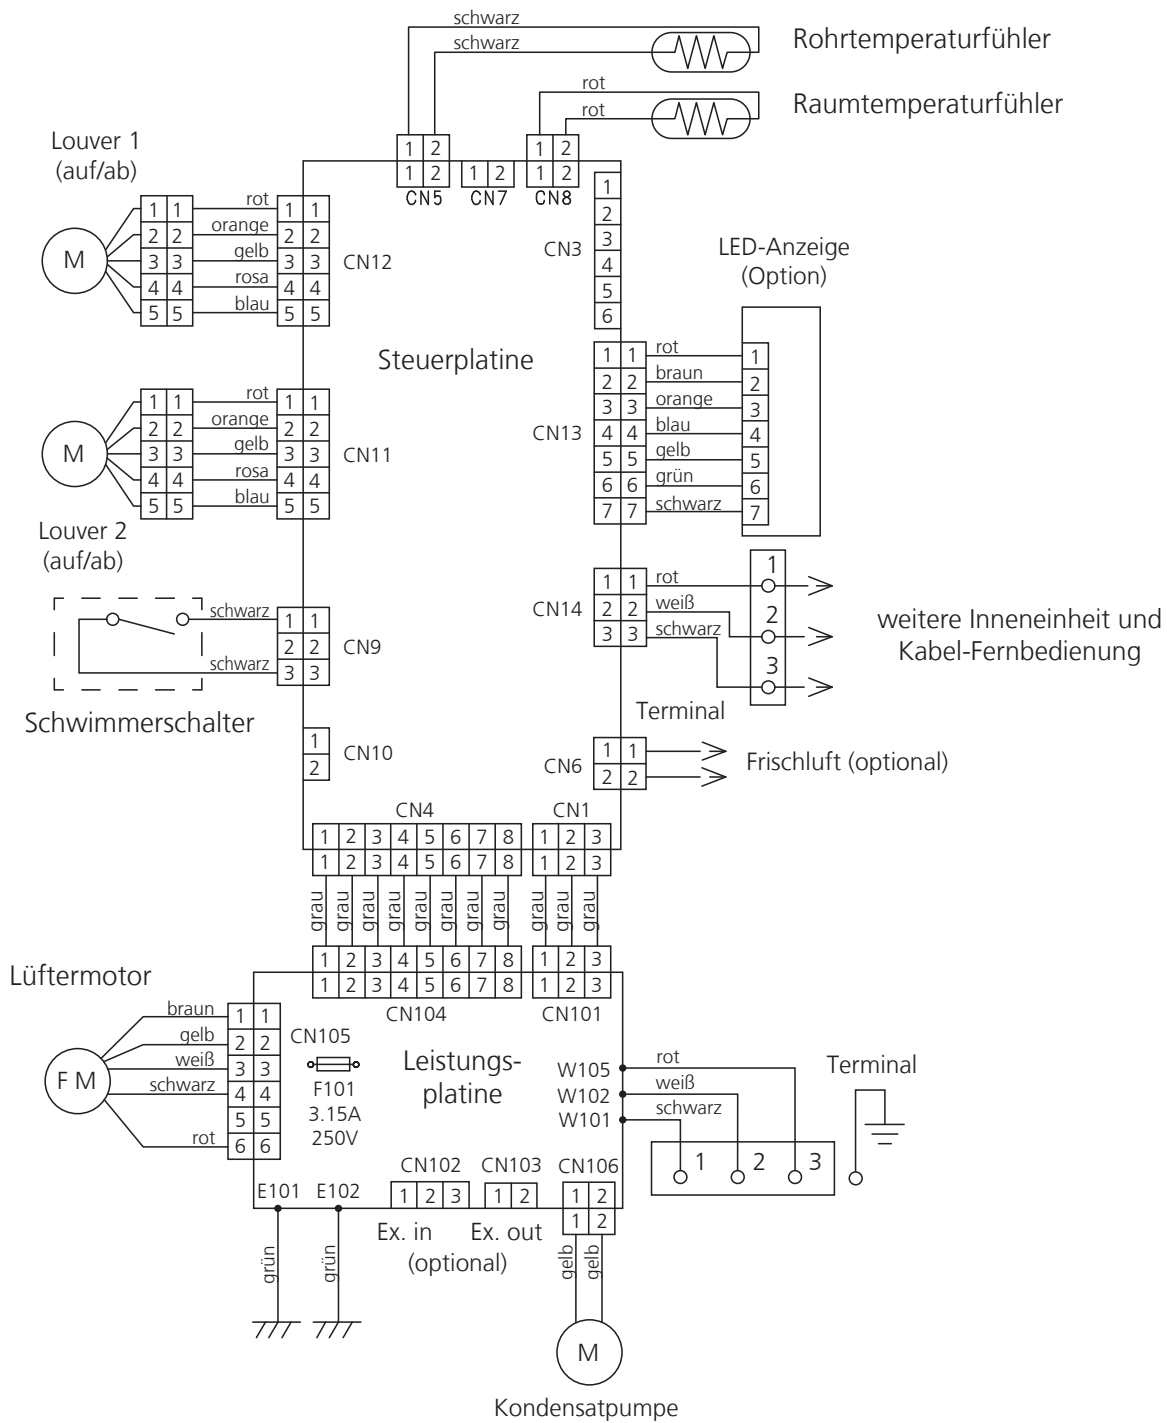 schwarz
schwarz
Rohrtemperaturfühler
rot
rot
Raumtemperaturfühler
Louver 1
(auf/ab)
1 2
1 2
CN5
1 2
CN7
1 2
1 2
CN8
M
1 1 rot 1 1
2 2 orange 2 2
3 3 gelb 3 3
4 4 rosa 4 4
5 5 blau 5 5
CN12
CN3
1
2
3
4
5
6
LED-Anzeige
(Option)
Steuerplatine
CN13
1 1 rot 1
2 2 braun 2
3 3 orange 3
4 4 blau 4
5 5 gelb 5
6 6 grün 6
7 7 schwarz 7
M
1 1 rot 1 1
2 2 orange 2 2
3 3 gelb 3 3
4 4 rosa 4 4
5 5 blau 5 5
CN11
Louver 2
(auf/ab)
CN14
1 1 rot 1
2 2 weiß 2
3 3 schwarz 3
weitere Inneneinheit und
Kabel-Fernbedienung
Terminal
schwarz 1 1
2 2
schwarz 3 3
CN9
Schwimmerschalter
1
2
CN10
CN6
1 1
2 2
Frischluft (optional)
CN4
1 2 3 4 5 6 7 8
1 2 3 4 5 6 7 8
CN1
1 2 3
1 2 3
grau grau grau grau grau grau grau grau
grau grau grau
1 2 3 4 5 6 7 8
1 2 3 4 5 6 7 8
CN104
1 2 3
1 2 3
CN101
Lüftermotor
F M
braun 1 1
gelb 2 2
weiß 3 3
schwarz 4 4
5 5
rot 6 6
CN105
F101
3.15A
250V
Leistungs-
platine
W105 rot
W102 weiß
W101 schwarz
Terminal
1 2 3
E101 E102
CN102
1 2 3
CN103
1 2
CN106
1 2
1 2
Ex. in Ex. out
(optional)
grün grün
gelb gelb
M
Kondensatpumpe